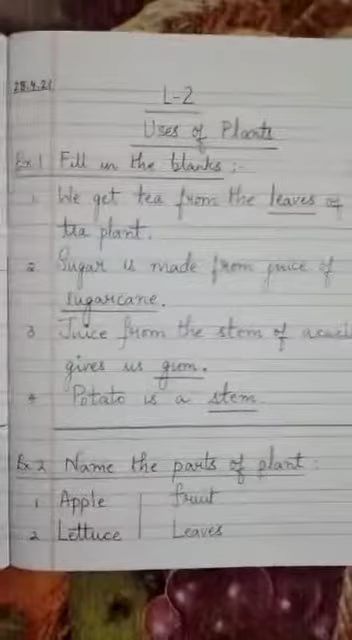 28.4.21
L-2
Uses of Plants
Ex.1 Fill in the blanks :-
1. We get tea from the leaves of
tea plant.
2 Sugar is made from juice of
sugarcane.
3 Juice from the stem of
gives us gum.
4 Potato is a stem
Ex.2 Name the parts of plant :
1 Apple fruit
2 Lettuce Leaves